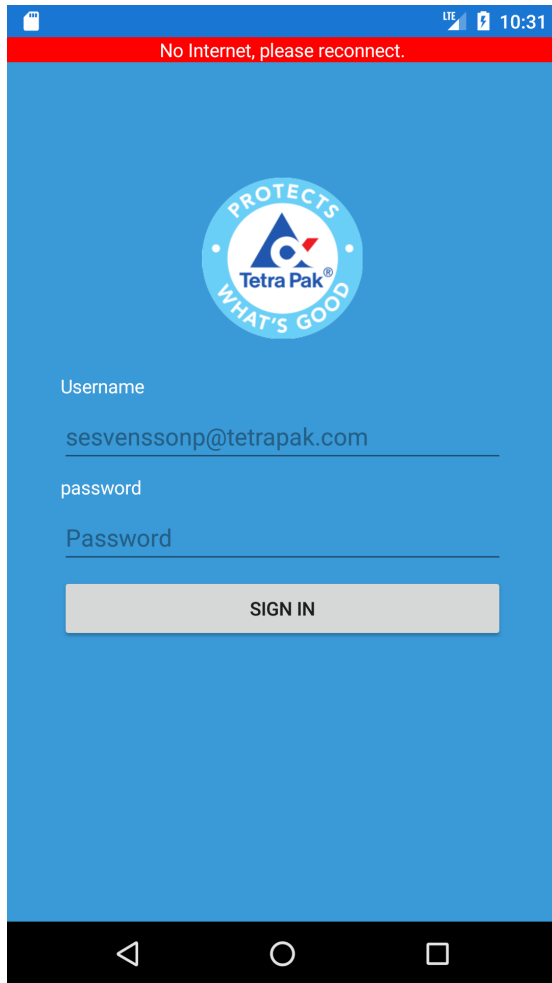 LTE 10:31
No Internet, please reconnect.
PROTECTS
Tetra Pak®
WHAT'S GOOD
Username
sesvenssonp@tetrapak.com
password
Password
SIGN IN